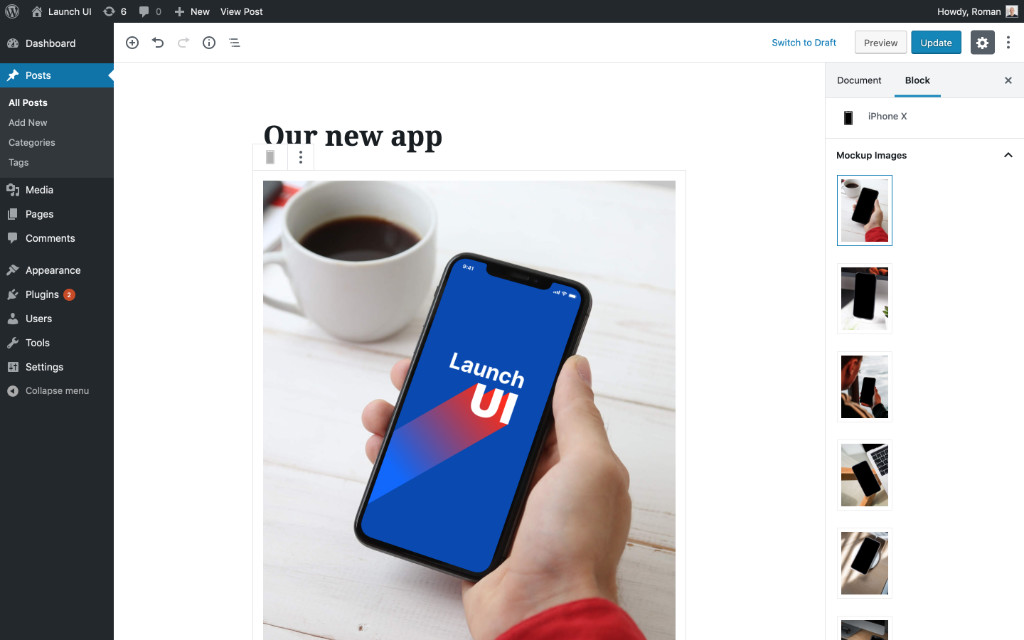 Launch UI
6
0
New
View Post
Howdy, Roman
Dashboard
Posts
All Posts
Add New
Categories
Tags
Media
Pages
Comments
Appearance
Plugins 2
Users
Tools
Settings
Collapse menu
Switch to Draft
Preview
Update
Our new app
9:41
Launch
UI
Document
Block
iPhone X
Mockup Images